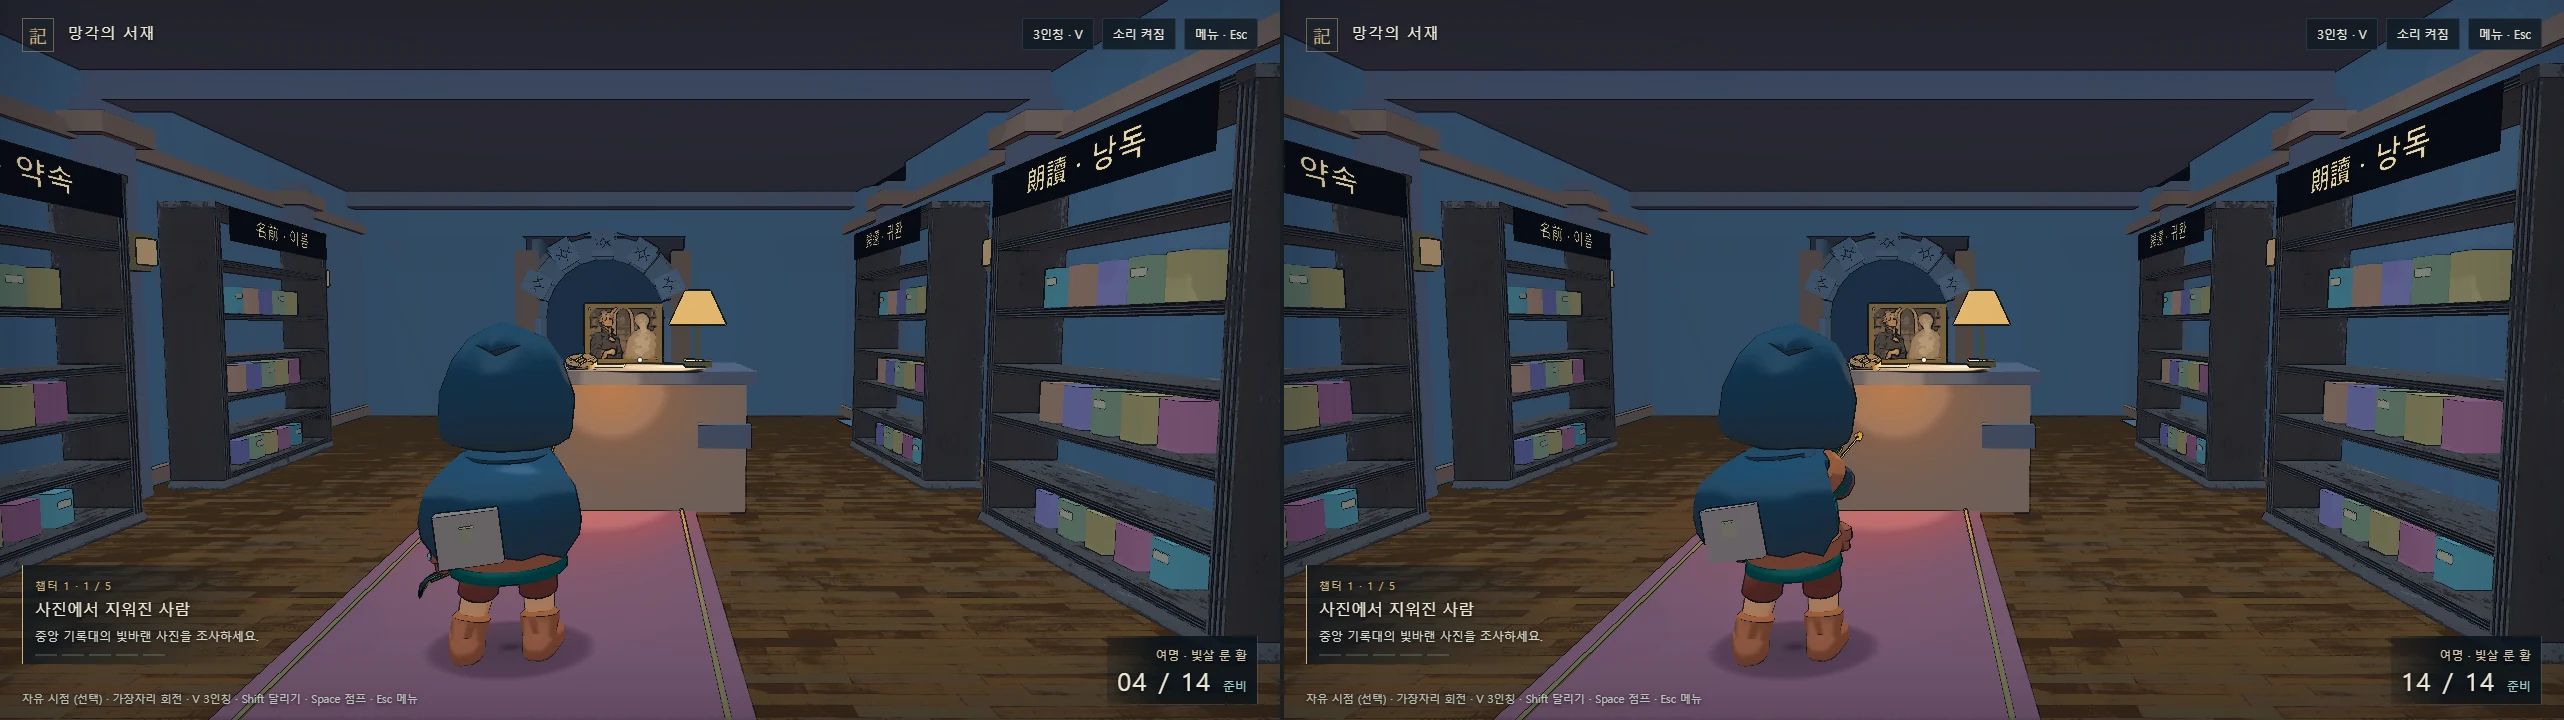 記 망각의 서재
3인칭 · V
소리 켜짐
메뉴 · Esc
약속
名前 · 이름
귀환
朗讀 · 낭독
챕터 1 · 1 / 5
사진에서 지워진 사람
중앙 기록대의 빛바랜 사진을 조사하세요.
여명 · 빛살 룬 활
04 / 14 준비
자유 시점 (선택) · 가장자리 회전 · V 3인칭 · Shift 달리기 · Space 점프 · Esc 메뉴
記 망각의 서재
3인칭 · V
소리 켜짐
메뉴 · Esc
약속
名前 · 이름
귀환
朗讀 · 낭독
챕터 1 · 1 / 5
사진에서 지워진 사람
중앙 기록대의 빛바랜 사진을 조사하세요.
여명 · 빛살 룬 활
14 / 14 준비
자유 시점 (선택) · 가장자리 회전 · V 3인칭 · Shift 달리기 · Space 점프 · Esc 메뉴